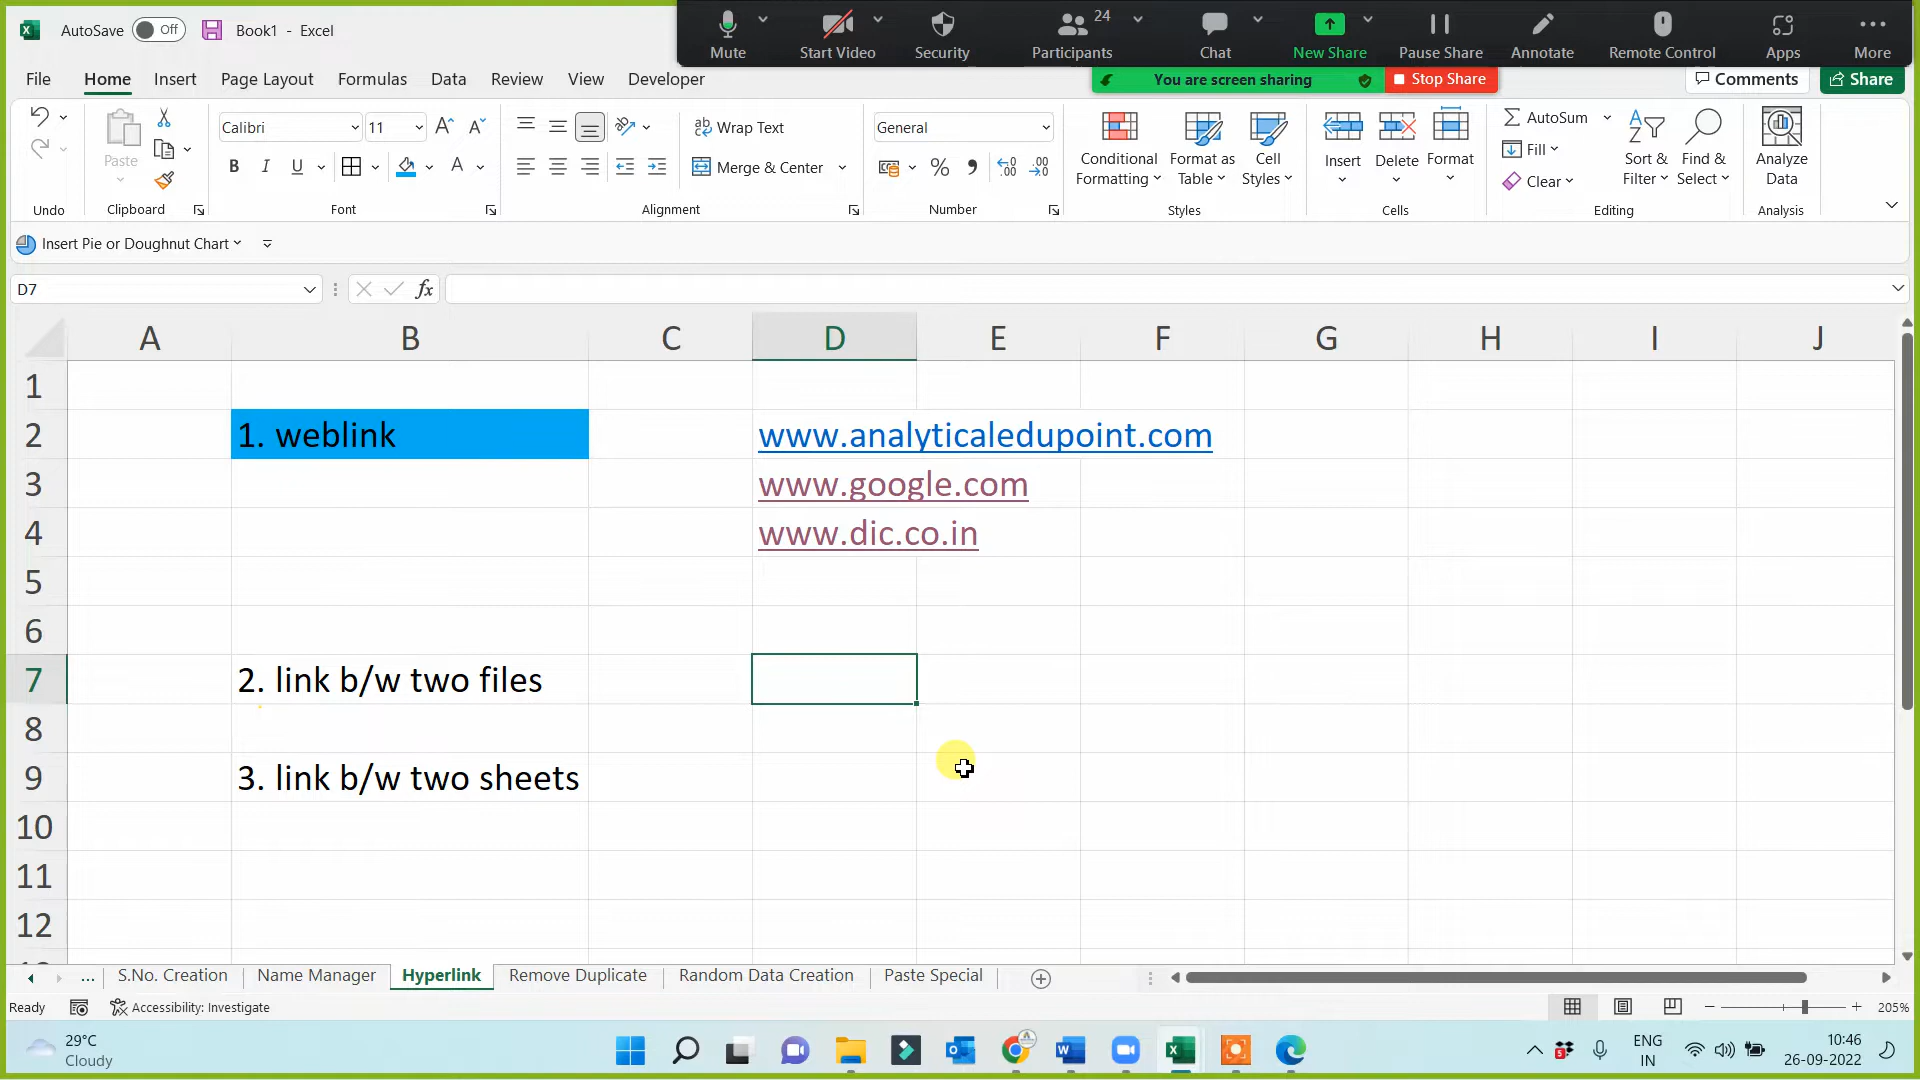 AutoSave Off Book1 - Excel
Mute Start Video Security Participants 24 Chat New Share Pause Share Annotate Remote Control Apps More
You are screen sharing Stop Share
File Home Insert Page Layout Formulas Data Review View Developer Comments Share
Calibri 11 Wrap Text General
Paste B I U Merge & Center
Conditional Formatting
Format as Table
Cell Styles
Insert Delete Format
AutoSum
Fill
Clear
Sort & Filter
Find & Select
Analyze Data
Undo Clipboard Font Alignment Number Styles Cells Editing Analysis
Insert Pie or Doughnut Chart
D7 fx
A B C D E F G H I J
1
2 1. weblink www.analyticaledupoint.com
3 www.google.com
4 www.dic.co.in
5
6
7 2. link b/w two files
8
9 3. link b/w two sheets
10
11
12
... S.No. Creation Name Manager Hyperlink Remove Duplicate Random Data Creation Paste Special
Ready Accessibility: Investigate 205%
29°C
Cloudy
ENG
IN
10:46
26-09-2022